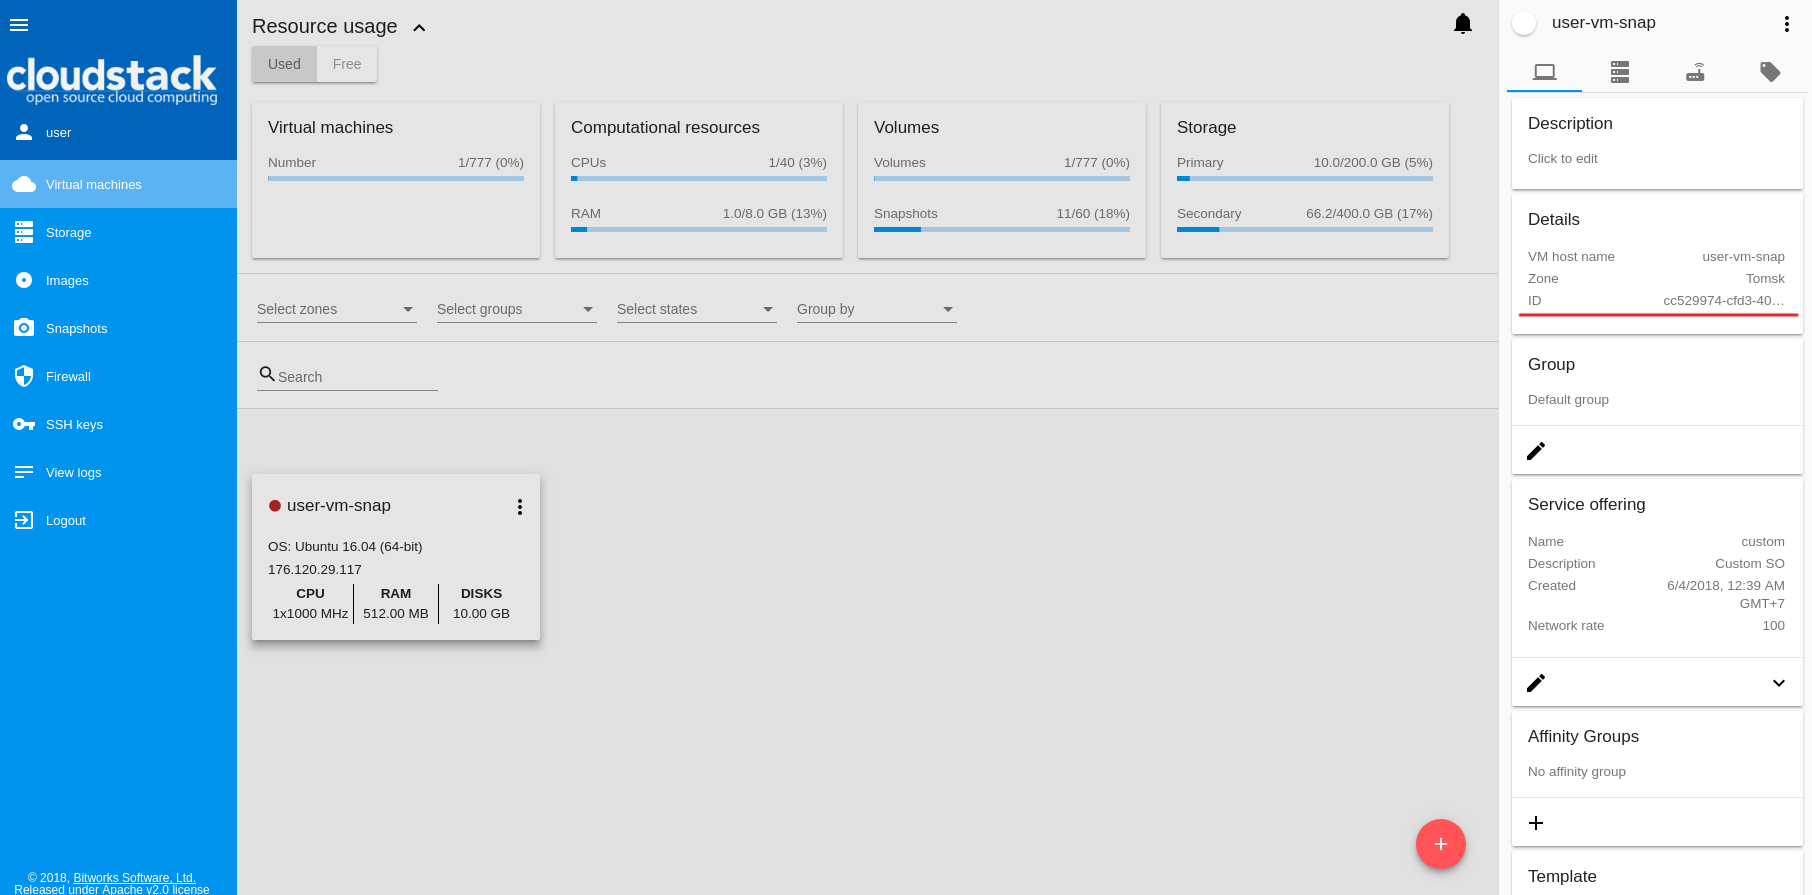 cloudstack
open source cloud computing
user
Virtual machines
Storage
Images
Snapshots
Firewall
SSH keys
View logs
Logout
© 2018, Bitworks Software, Ltd.
Released under Apache v2.0 license
Resource usage
Used Free
Virtual machines
Number 1/777 (0%)
Computational resources
CPUs 1/40 (3%)
RAM 1.0/8.0 GB (13%)
Volumes
Volumes 1/777 (0%)
Snapshots 11/60 (18%)
Storage
Primary 10.0/200.0 GB (5%)
Secondary 66.2/400.0 GB (17%)
Select zones Select groups Select states Group by
Search
user-vm-snap
OS: Ubuntu 16.04 (64-bit)
176.120.29.117
CPU RAM DISKS
1x1000 MHz 512.00 MB 10.00 GB
user-vm-snap
Description
Click to edit
Details
VM host name user-vm-snap
Zone Tomsk
ID cc529974-cfd3-40…
Group
Default group
Service offering
Name custom
Description Custom SO
Created 6/4/2018, 12:39 AM
GMT+7
Network rate 100
Affinity Groups
No affinity group
Template